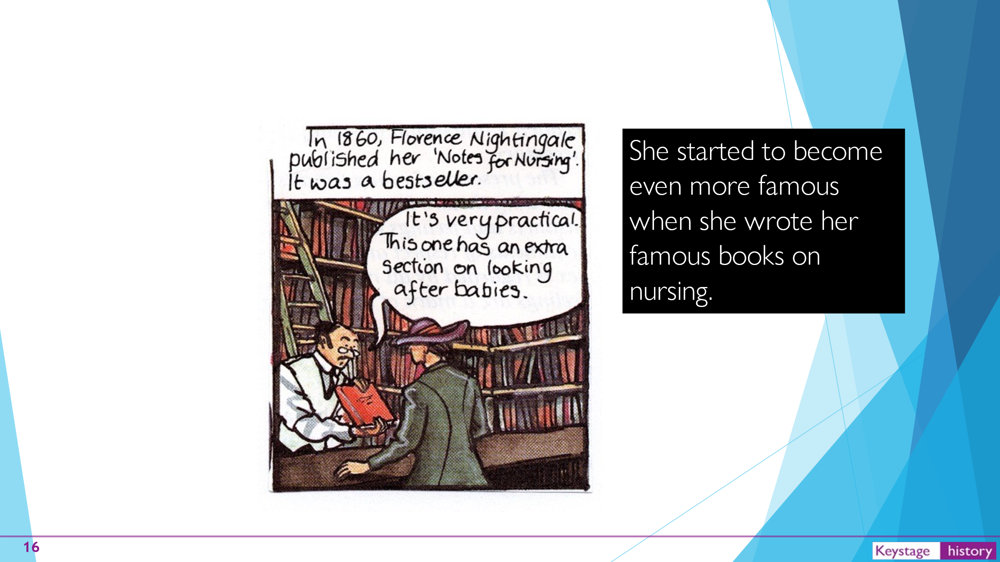 In 1860, Florence Nightingale
published her 'Notes for Nursing'.
It was a bestseller.
It's very practical.
This one has an extra
section on looking
after babies.
She started to become
even more famous
when she wrote her
famous books on
nursing.
16
Keystage history